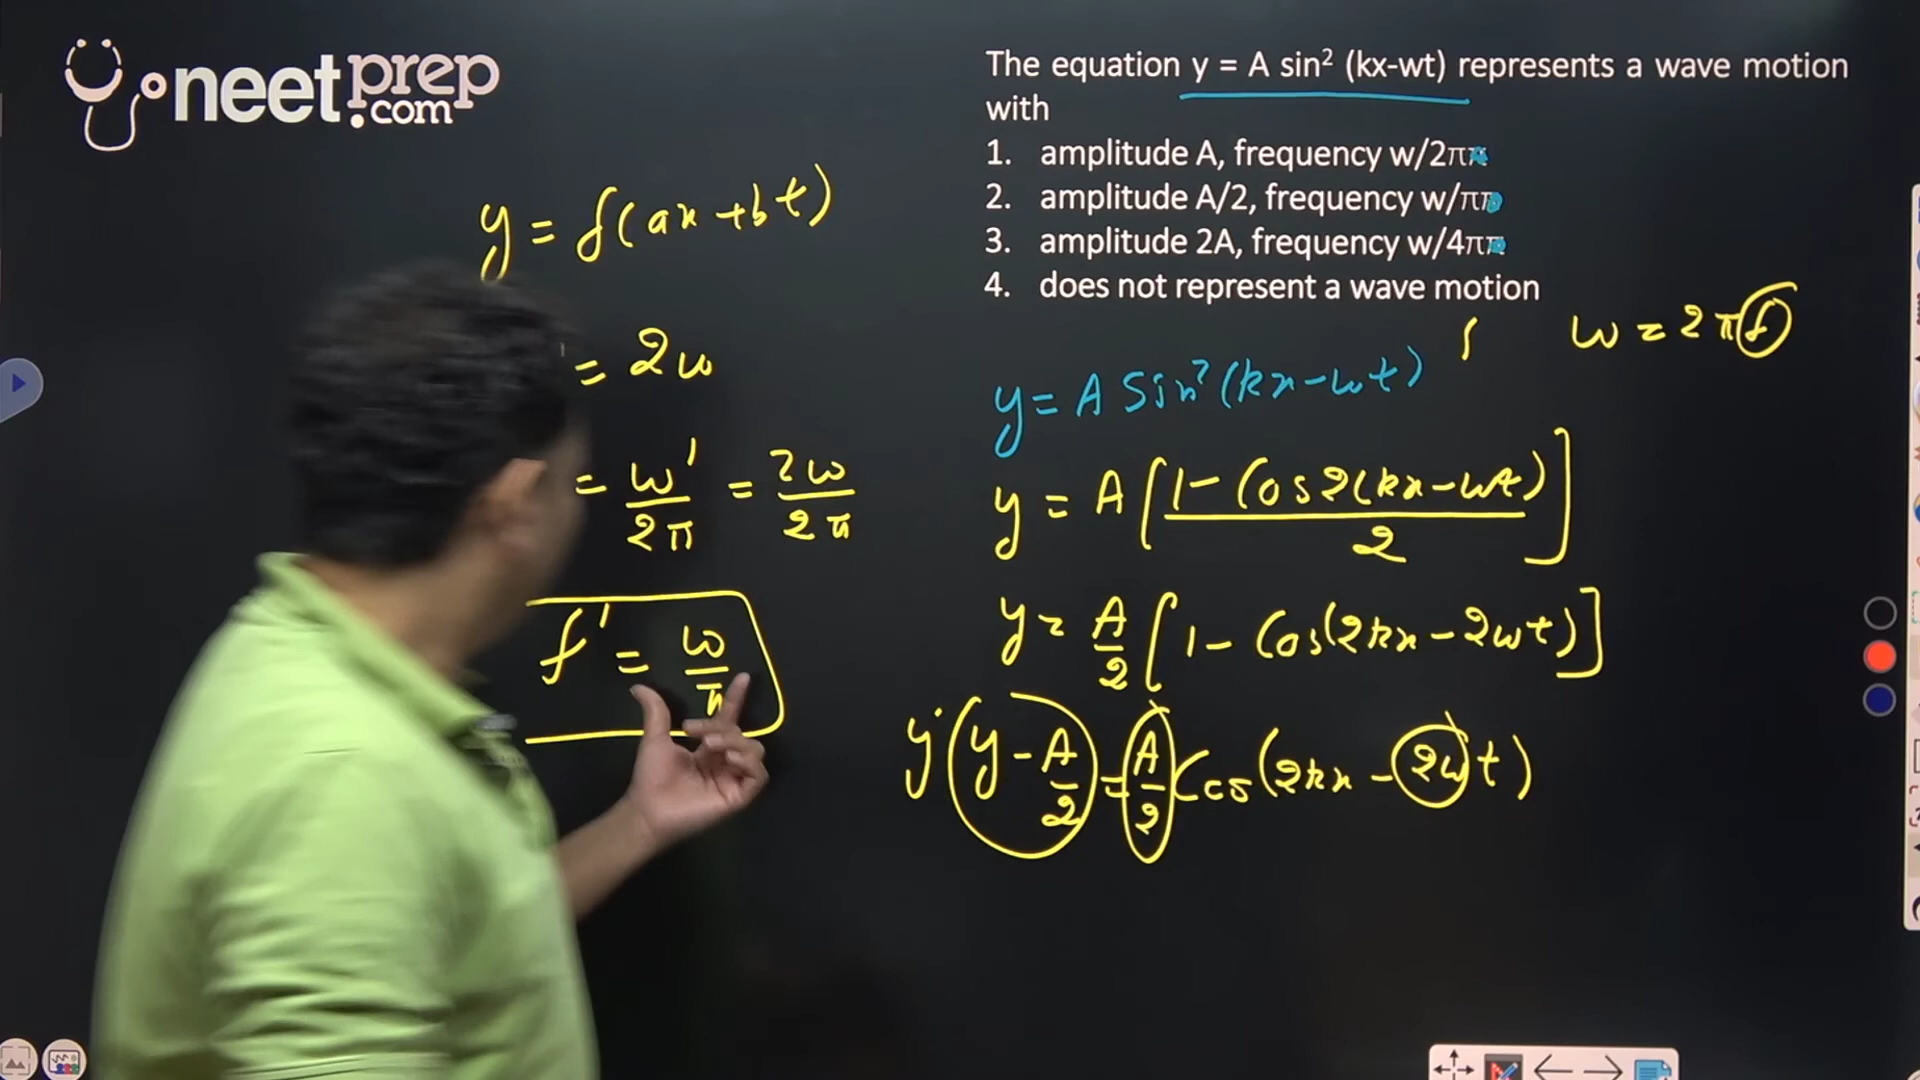 neetprep
.com
The equation y = A sin² (kx-wt) represents a wave motion
with
1. amplitude A, frequency w/2π
2. amplitude A/2, frequency w/π
3. amplitude 2A, frequency w/4π
4. does not represent a wave motion
y = f(ax+bt)
= 2ω
= ω'/2π = 2ω/2π
f' = ω/π
ω = 2πf
y = A Sin²(kx-ωt)
y = A[1-Cos2(kx-ωt)/2]
y = A/2[1-Cos(2kx-2ωt)]
y' (y-A/2) = A/2 Cos(2kx-2ωt)